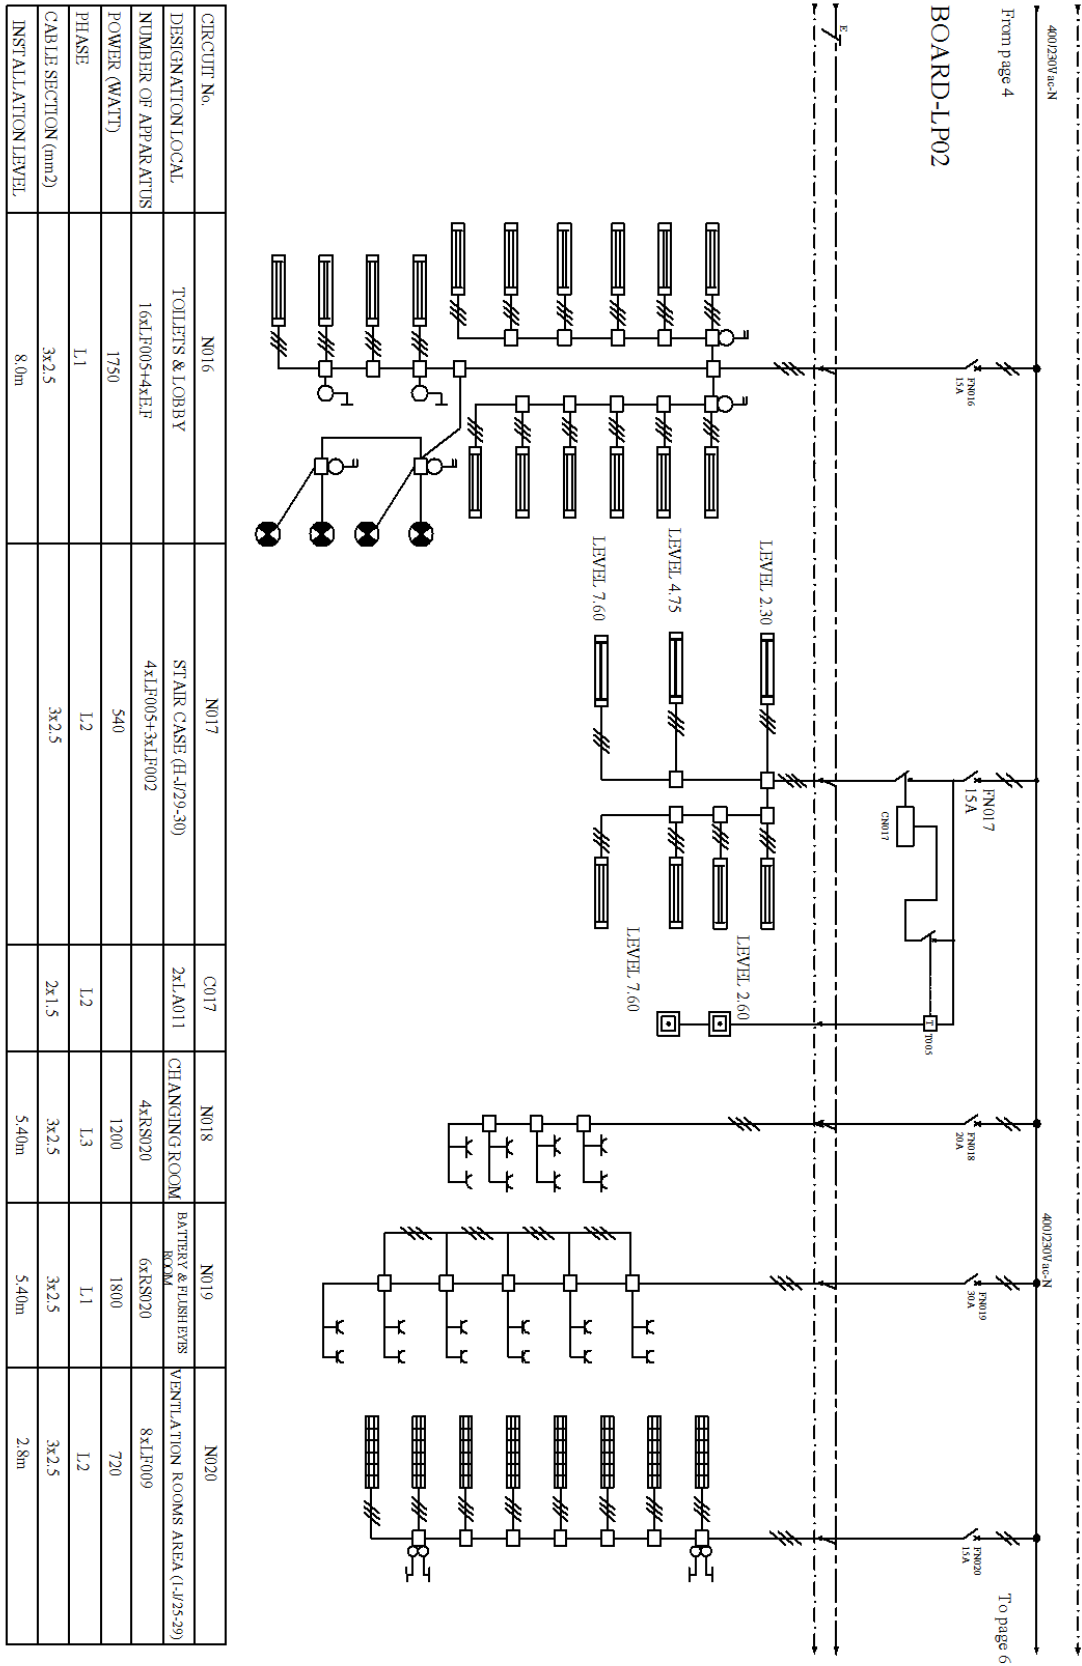 400/230Vac-N
400/230Vac-N
From page 4
To page 6
BOARD-LP02
E
FN016
15A
FN017
15A
FN018
20A
FN019
30A
FN020
15A
CN017
T
T005
LEVEL 2.30
LEVEL 4.75
LEVEL 7.60
LEVEL 2.60
LEVEL 7.60
CIRCUIT No. N016 N017 C017 N018 N019 N020
DESIGNATION LOCAL TOILETS & LOBBY STAIR CASE (H-J/29-30) 2xLA011 CHANGING ROOM BATTERY & FLUSH EYES ROOM VENTLATION ROOMS AREA (I-J/25-29)
NUMBER OF APPARATUS 16xLF005+4xE.F 4xLF005+3xLF002 4xRS020 6xRS020 8xLF009
POWER (WATT) 1750 540 1200 1800 720
PHASE L1 L2 L2 L3 L1 L2
CABLE SECTION (mm2) 3x2.5 3x2.5 2x1.5 3x2.5 3x2.5 3x2.5
INSTALLATION LEVEL 8.0m 5.40m 5.40m 2.8m